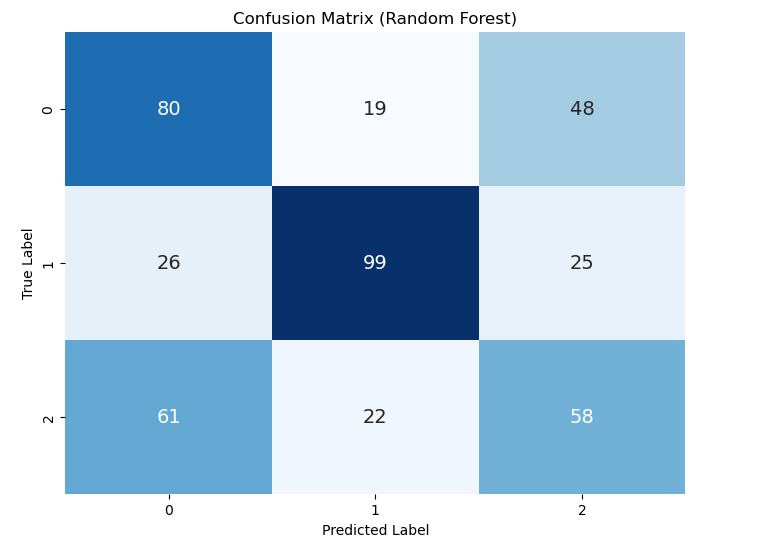 Confusion Matrix (Random Forest)
0 80 19 48
1 26 99 25
2 61 22 58
0 1 2
True Label
Predicted Label